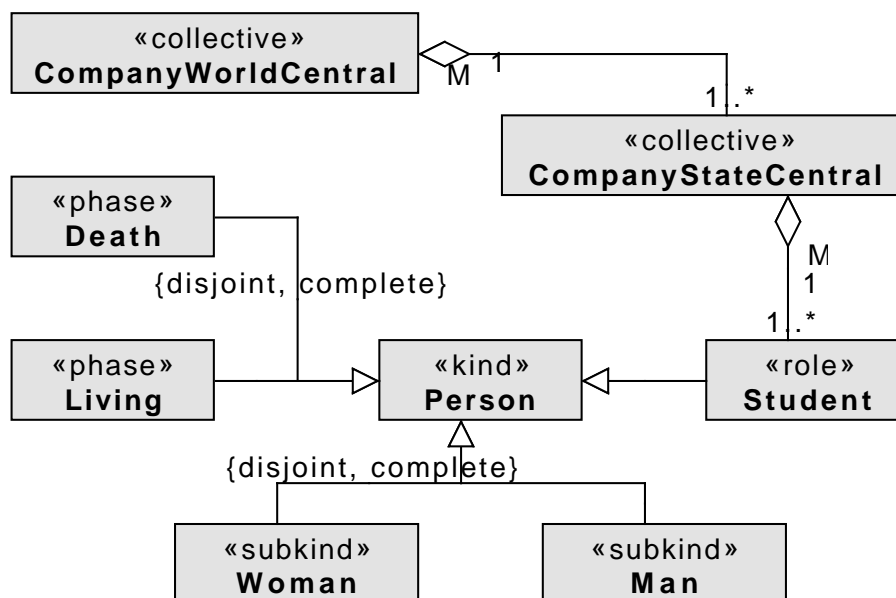 «collective»
CompanyWorldCentral
M
1
1..*
«collective»
CompanyStateCentral
«phase»
Death
M
1
{disjoint, complete}
1..*
«phase»
Living
«kind»
Person
«role»
Student
{disjoint, complete}
«subkind»
Woman
«subkind»
Man